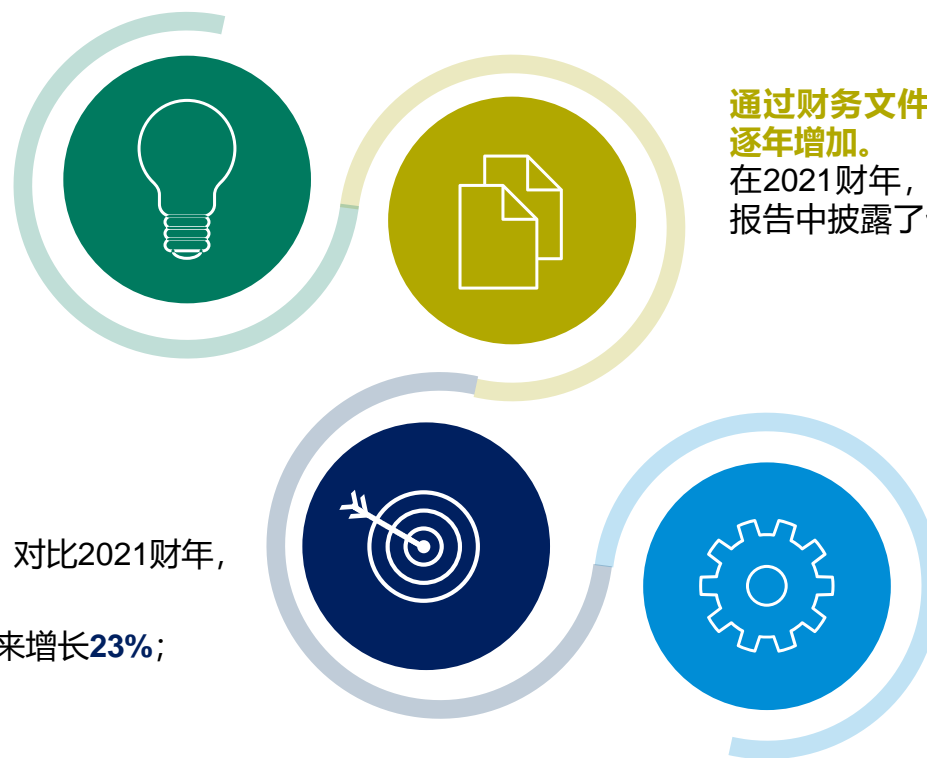 通过财务文件
逐年增加。
在2021财年，
报告中披露了
对比2021财年，
来增长23%；